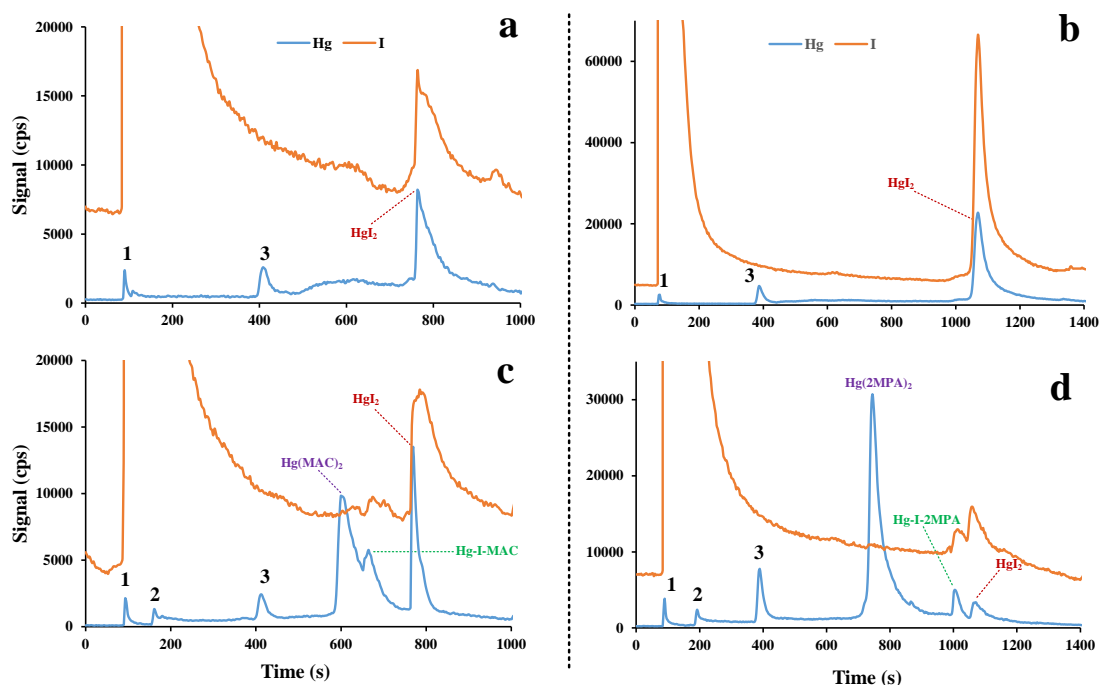 a
Hg I
Signal (cps)
20000
15000
10000
5000
0
1
3
HgI₂
0 200 400 600 800 1000
b
Hg I
60000
40000
20000
0
1
3
HgI₂
0 200 400 600 800 1000 1200 1400
c
Signal (cps)
20000
15000
10000
5000
0
1
2
3
Hg(MAC)₂
Hg-I-MAC
HgI₂
0 200 400 600 800 1000
Time (s)
d
40000
30000
20000
10000
0
1
2
3
Hg(2MPA)₂
Hg-I-2MPA
HgI₂
0 200 400 600 800 1000 1200 1400
Time (s)